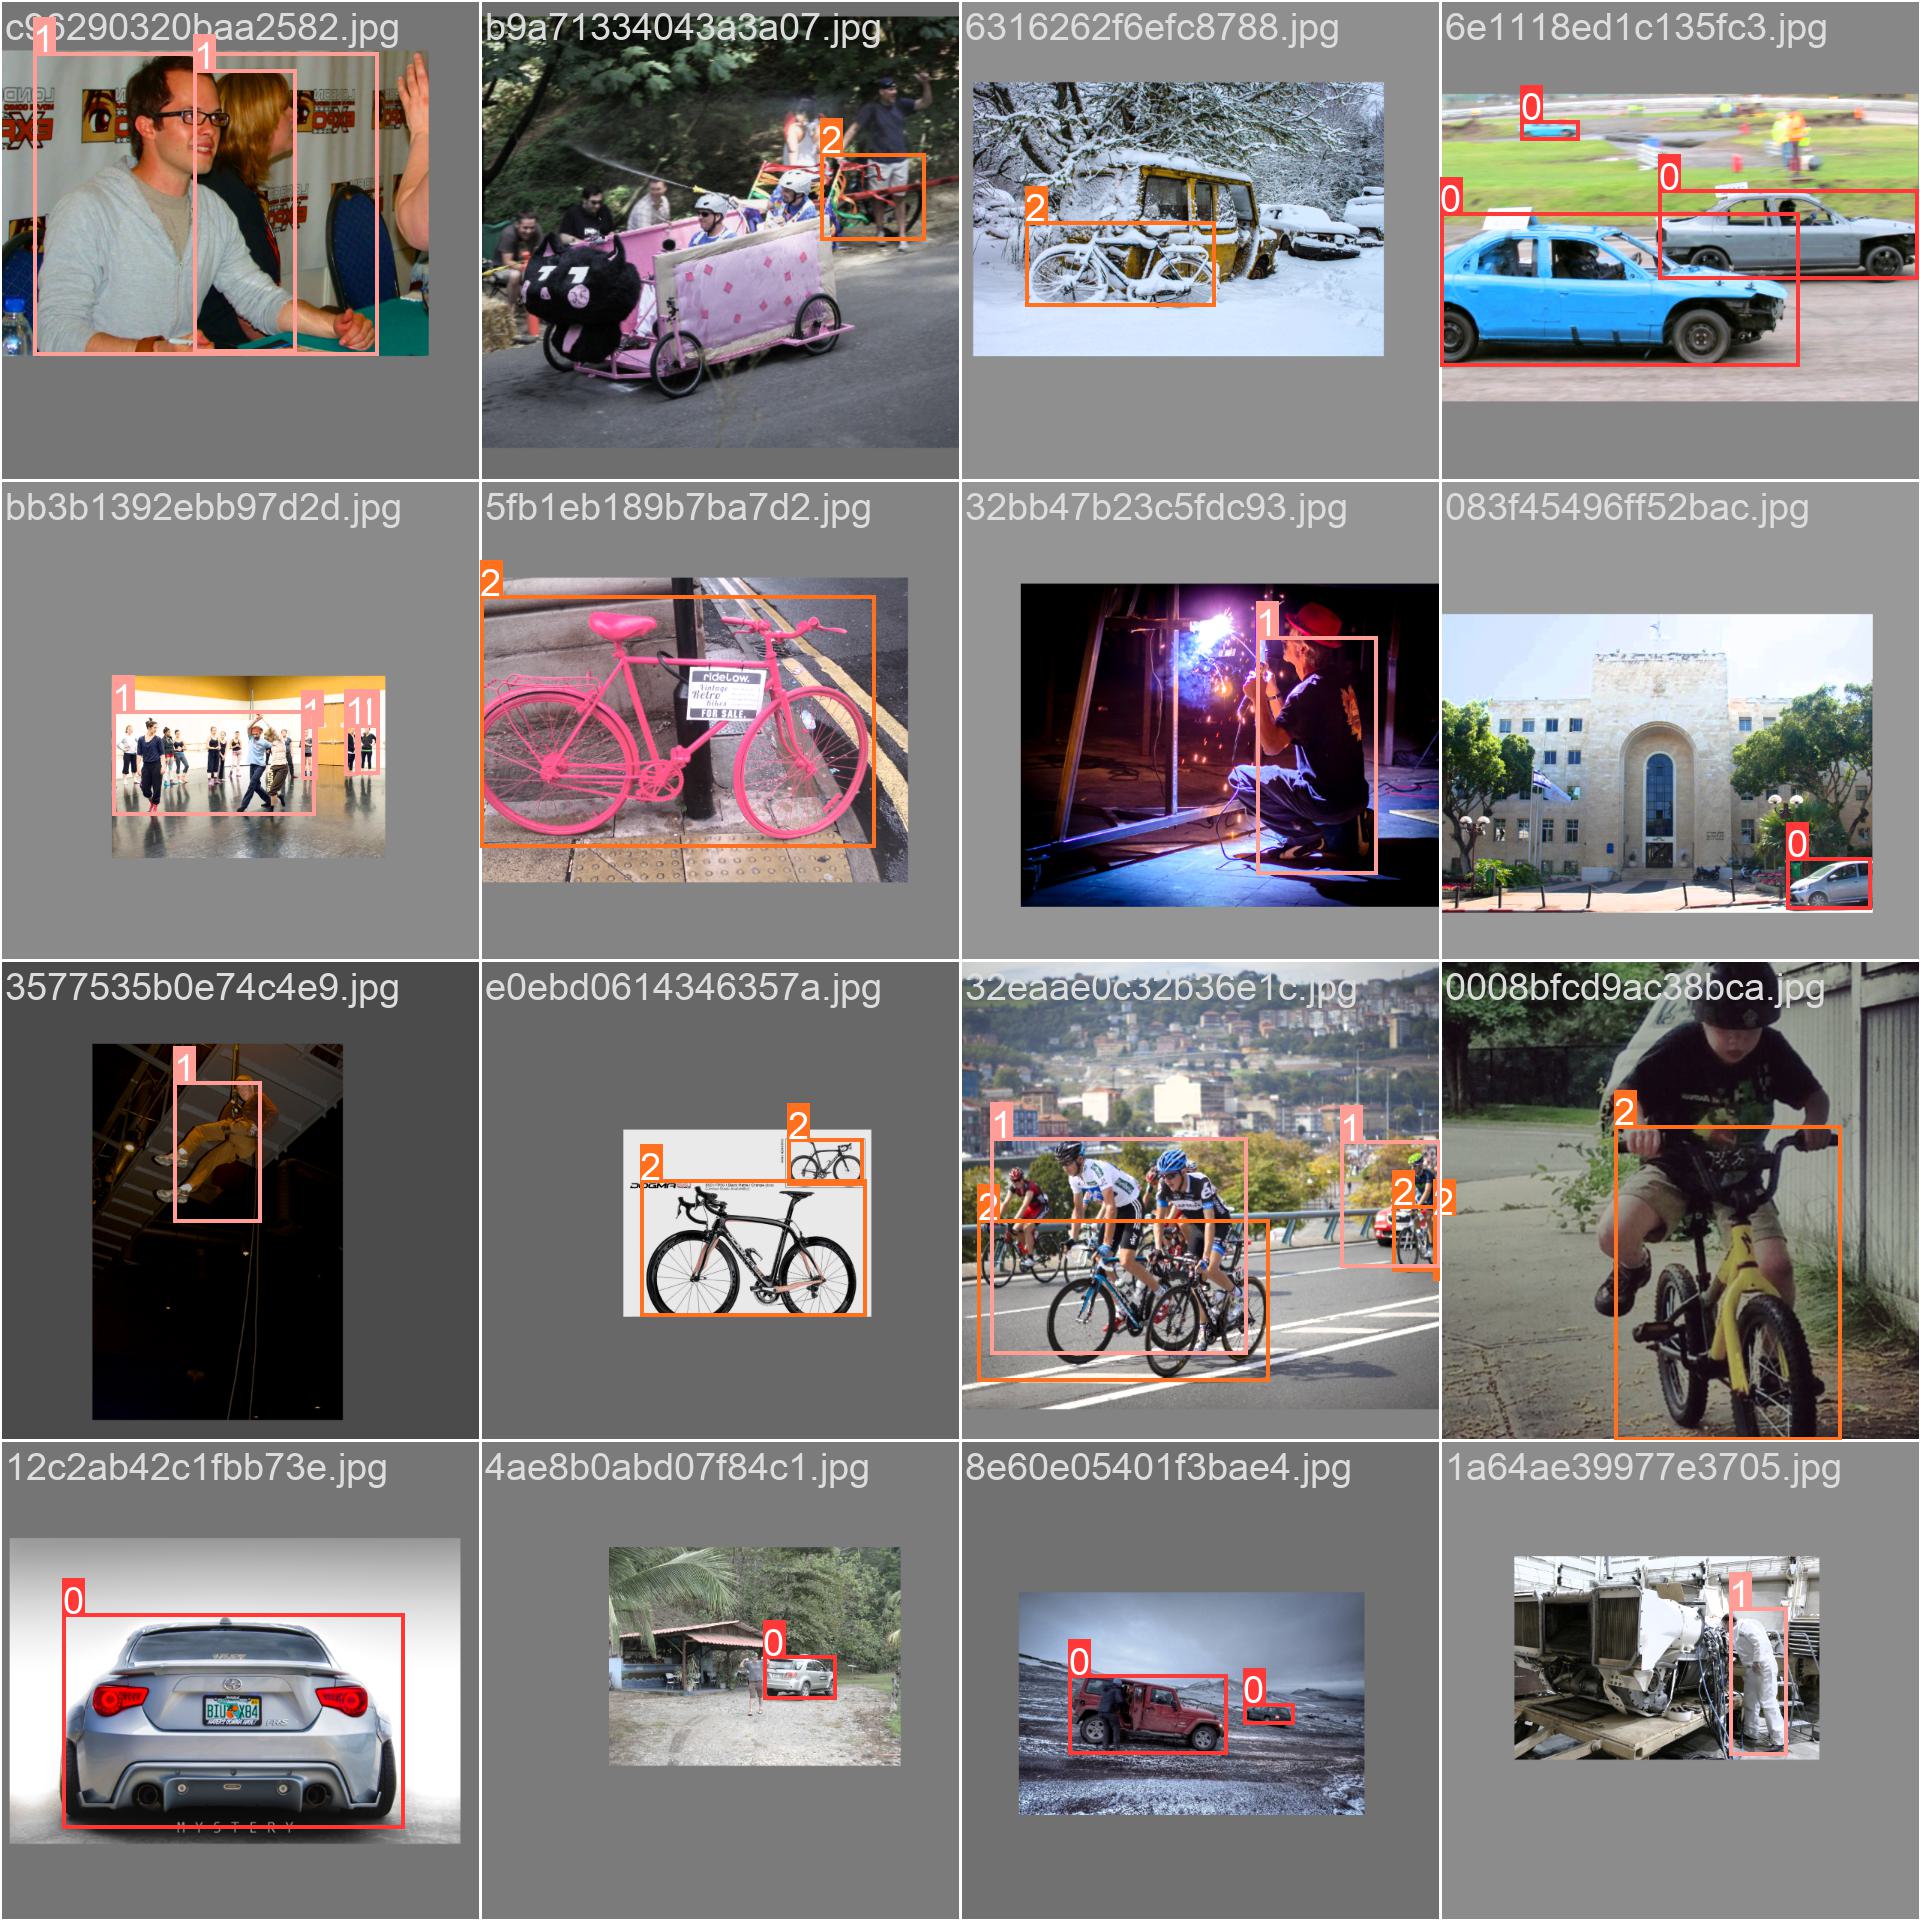 c96290320baa2582.jpg
b9a71334043a3a07.jpg
6316262f6efc8788.jpg
6e1118ed1c135fc3.jpg
1
1
2
2
0
0
0
bb3b1392ebb97d2d.jpg
5fb1eb189b7ba7d2.jpg
32bb47b23c5fdc93.jpg
083f45496ff52bac.jpg
1
1
1
1
2
ridelow.
Vintage
Retro
Bikes
FOR SALE.
1
0
3577535b0e74c4e9.jpg
e0ebd0614346357a.jpg
32eaae0c32b36e1c.jpg
0008bfcd9ac38bca.jpg
1
2
2
DOGMA
1
1
2
2
2
2
12c2ab42c1fbb73e.jpg
4ae8b0abd07f84c1.jpg
8e60e05401f3bae4.jpg
1a64ae39977e3705.jpg
0
BIU X84
MYSTERY
0
0
0
1